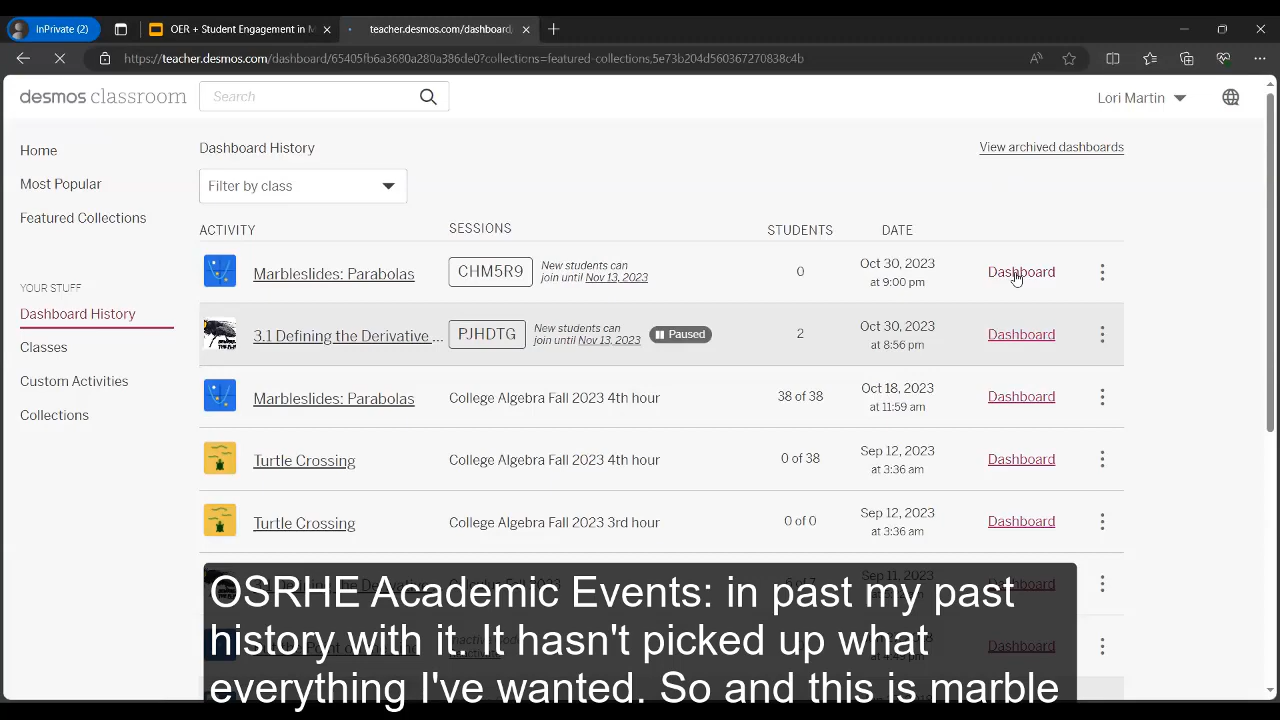 InPrivate (2)
OER + Student Engagement in M
teacher.desmos.com/dashboard/
https://teacher.desmos.com/dashboard/65405fb6a3680a280a386de0?collections=featured-collections,5e73b204d560367270838c4b
desmos classroom
Search
Lori Martin
Home
Most Popular
Featured Collections
YOUR STUFF
Dashboard History
Classes
Custom Activities
Collections
Dashboard History
View archived dashboards
Filter by class
ACTIVITY SESSIONS STUDENTS DATE
Marbleslides: Parabolas CHM5R9 New students can join until Nov 13, 2023 0 Oct 30, 2023 at 9:00 pm Dashboard
3.1 Defining the Derivative ... PJHDTG New students can join until Nov 13, 2023 Paused 2 Oct 30, 2023 at 8:56 pm Dashboard
Marbleslides: Parabolas College Algebra Fall 2023 4th hour 38 of 38 Oct 18, 2023 at 11:59 am Dashboard
Turtle Crossing College Algebra Fall 2023 4th hour 0 of 38 Sep 12, 2023 at 3:36 am Dashboard
Turtle Crossing College Algebra Fall 2023 3rd hour 0 of 0 Sep 12, 2023 at 3:36 am Dashboard
OSRHE Academic Events: in past my past
history with it. It hasn't picked up what
everything I've wanted. So and this is marble